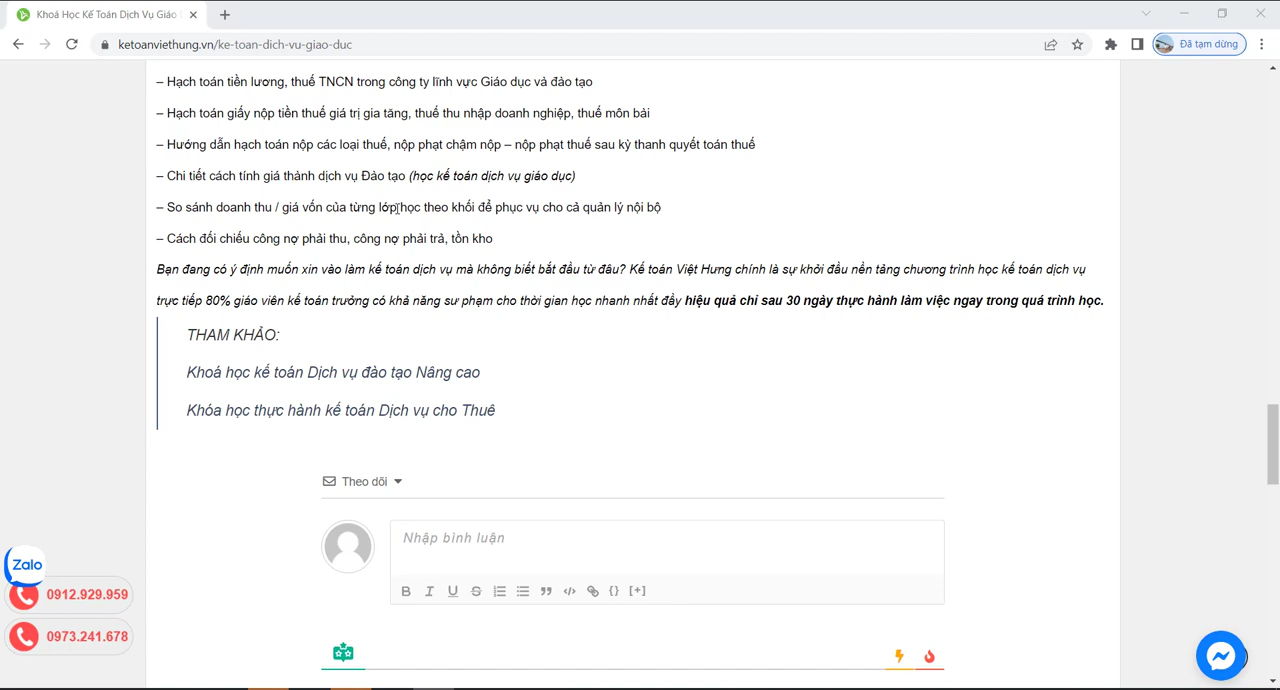 Khoá Học Kế Toán Dịch Vụ Giáo
ketoanviethung.vn/ke-toan-dich-vu-giao-duc
Đã tạm dừng
– Hạch toán tiền lương, thuế TNCN trong công ty lĩnh vực Giáo dục và đào tạo
– Hạch toán giấy nộp tiền thuế giá trị gia tăng, thuế thu nhập doanh nghiệp, thuế môn bài
– Hướng dẫn hạch toán nộp các loại thuế, nộp phạt chậm nộp – nộp phạt thuế sau kỳ thanh quyết toán thuế
– Chi tiết cách tính giá thành dịch vụ Đào tạo (học kế toán dịch vụ giáo dục)
– So sánh doanh thu / giá vốn của từng lớp học theo khối để phục vụ cho cả quản lý nội bộ
– Cách đối chiếu công nợ phải thu, công nợ phải trả, tồn kho
Bạn đang có ý định muốn xin vào làm kế toán dịch vụ mà không biết bắt đầu từ đâu? Kế toán Việt Hưng chính là sự khởi đầu nền tảng chương trình học kế toán dịch vụ
trực tiếp 80% giáo viên kế toán trưởng có khả năng sư phạm cho thời gian học nhanh nhất đầy hiệu quả chỉ sau 30 ngày thực hành làm việc ngay trong quá trình học.
THAM KHẢO:
Khoá học kế toán Dịch vụ đào tạo Nâng cao
Khóa học thực hành kế toán Dịch vụ cho Thuê
Theo dõi
Nhập bình luận
B I U S </> {} [+]
Zalo
0912.929.959
0973.241.678